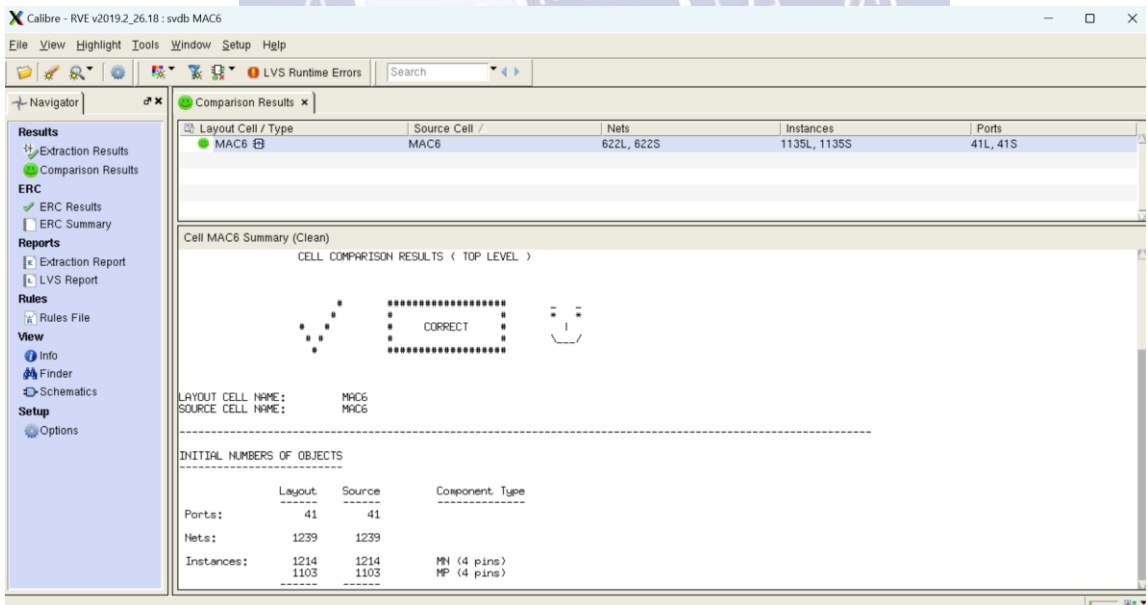 Calibre - RVE v2019.2_26.18 : svdb MAC6
File View Highlight Tools Window Setup Help
LVS Runtime Errors Search
Navigator
Comparison Results
Results
Extraction Results
Comparison Results
ERC
ERC Results
ERC Summary
Reports
Extraction Report
LVS Report
Rules
Rules File
View
Info
Finder
Schematics
Setup
Options
Layout Cell / Type Source Cell / Nets Instances Ports
MAC6 MAC6 622L, 622S 1135L, 1135S 41L, 41S
Cell MAC6 Summary (Clean)
CELL COMPARISON RESULTS ( TOP LEVEL )
# ################### _ _
# # # * *
# # # CORRECT # |
# # # # \___/
# ###################
LAYOUT CELL NAME: MAC6
SOURCE CELL NAME: MAC6
INITIAL NUMBERS OF OBJECTS
Layout Source Component Type
Ports: 41 41
Nets: 1239 1239
Instances: 1214 1214 MN (4 pins)
1103 1103 MP (4 pins)